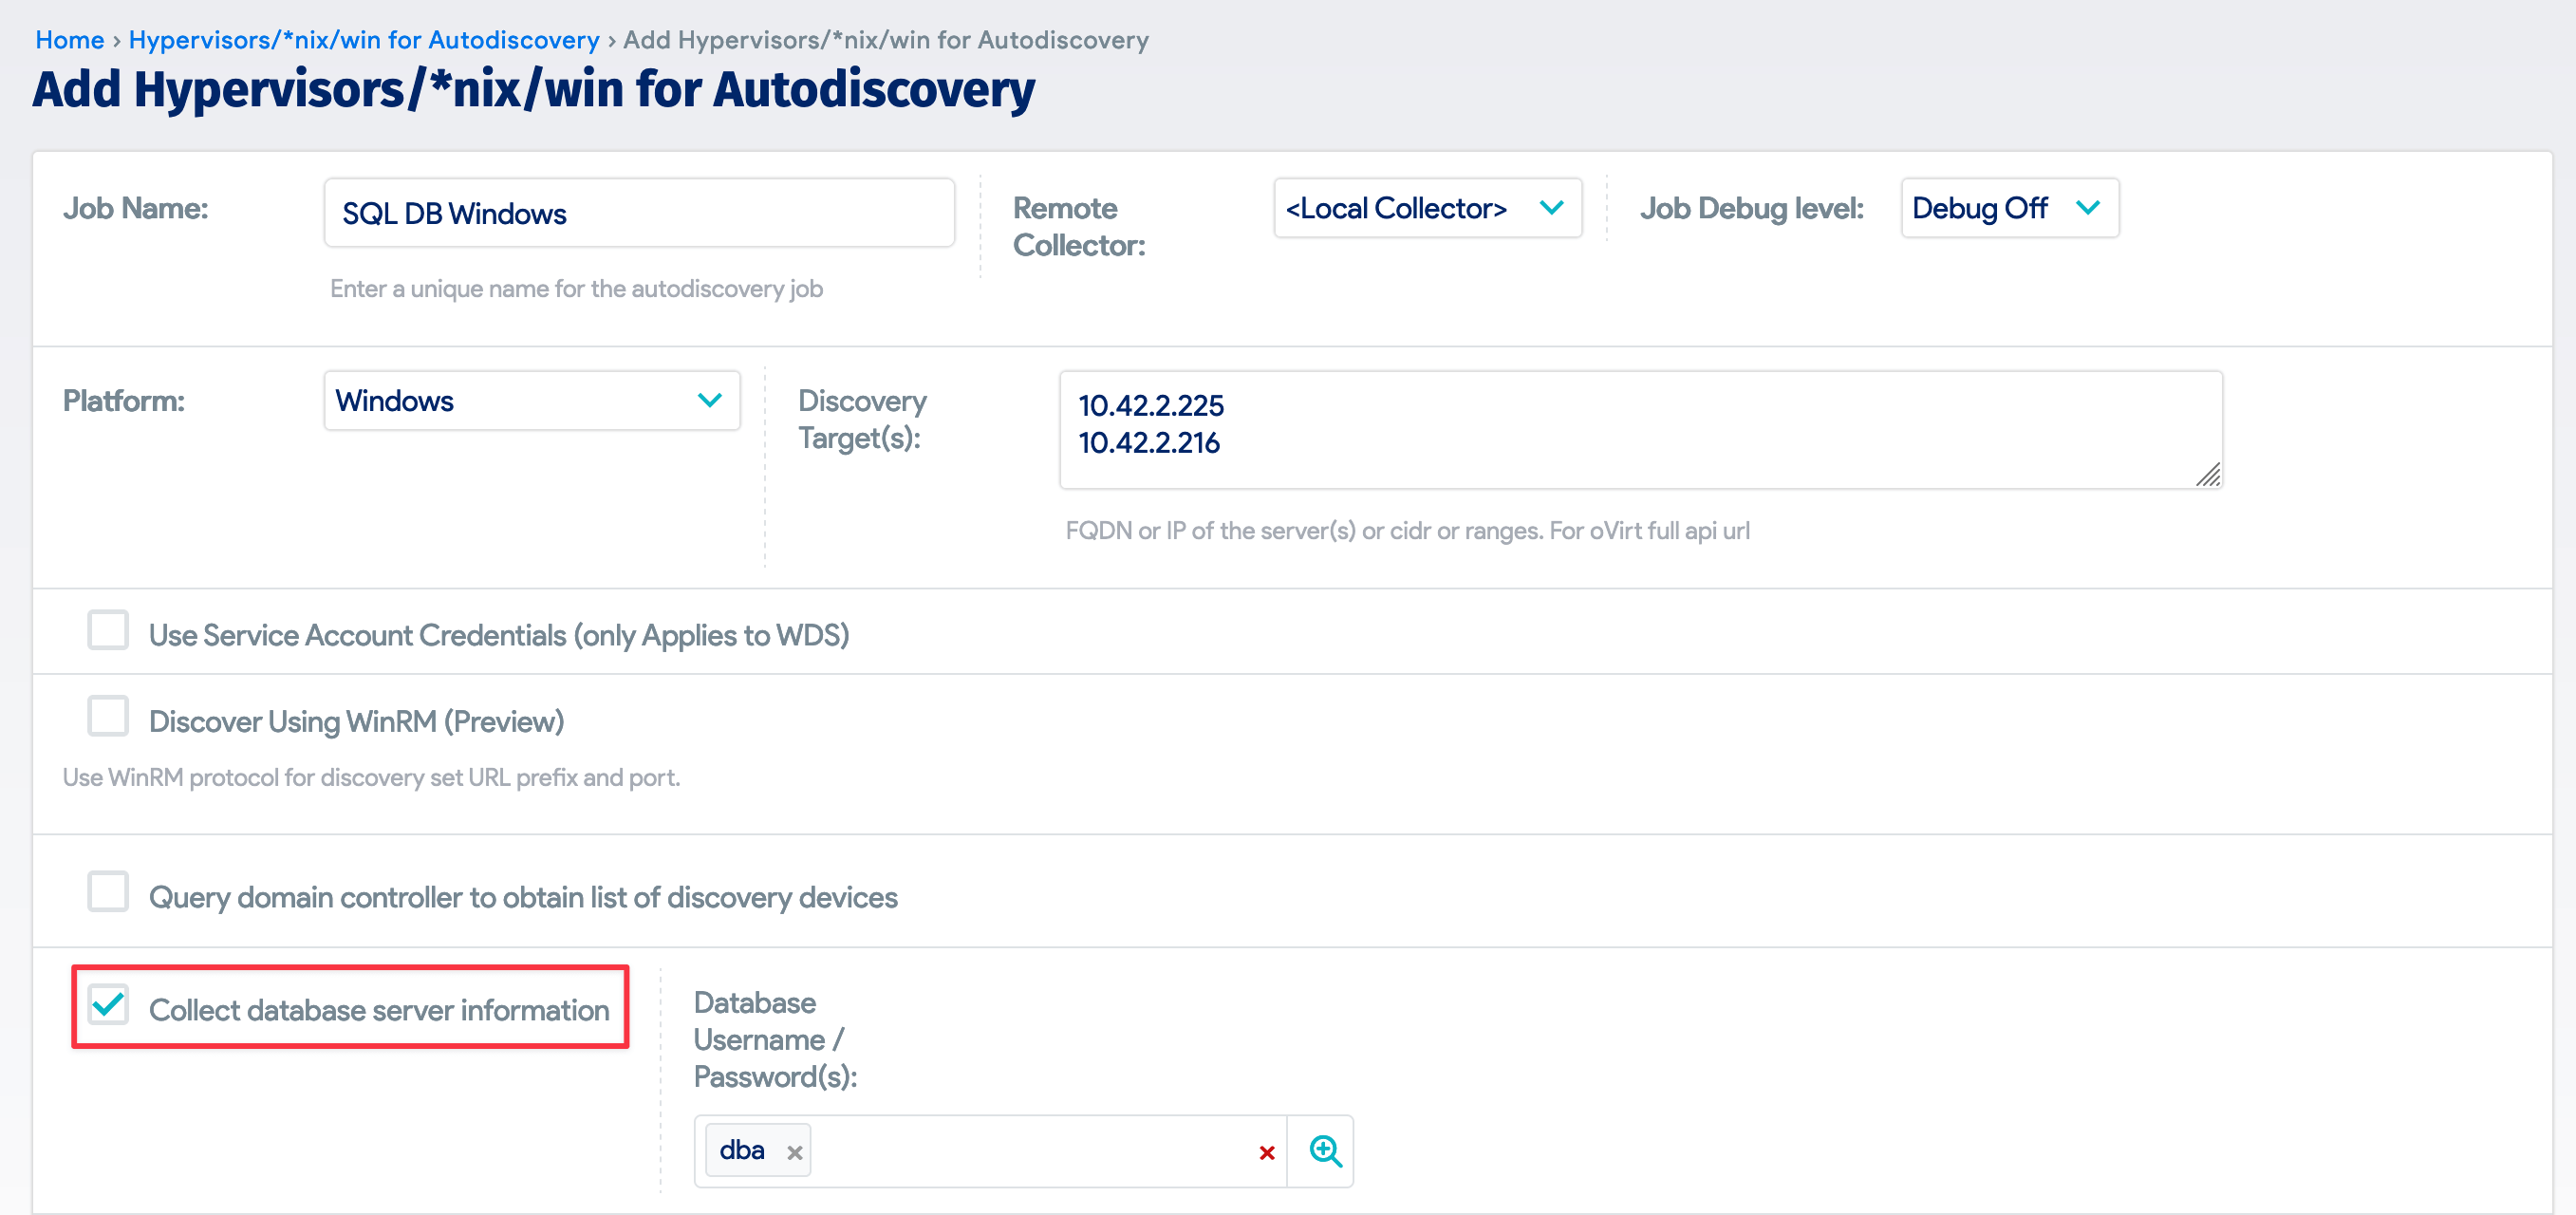 Home › Hypervisors/*nix/win for Autodiscovery › Add Hypervisors/*nix/win for Autodiscovery
Add Hypervisors/*nix/win for Autodiscovery
Job Name:
SQL DB Windows
Enter a unique name for the autodiscovery job
Remote
Collector:
<Local Collector>
Job Debug level:
Debug Off
Platform:
Windows
Discovery
Target(s):
10.42.2.225
10.42.2.216
FQDN or IP of the server(s) or cidr or ranges. For oVirt full api url
Use Service Account Credentials (only Applies to WDS)
Discover Using WinRM (Preview)
Use WinRM protocol for discovery set URL prefix and port.
Query domain controller to obtain list of discovery devices
Collect database server information
Database
Username /
Password(s):
dba